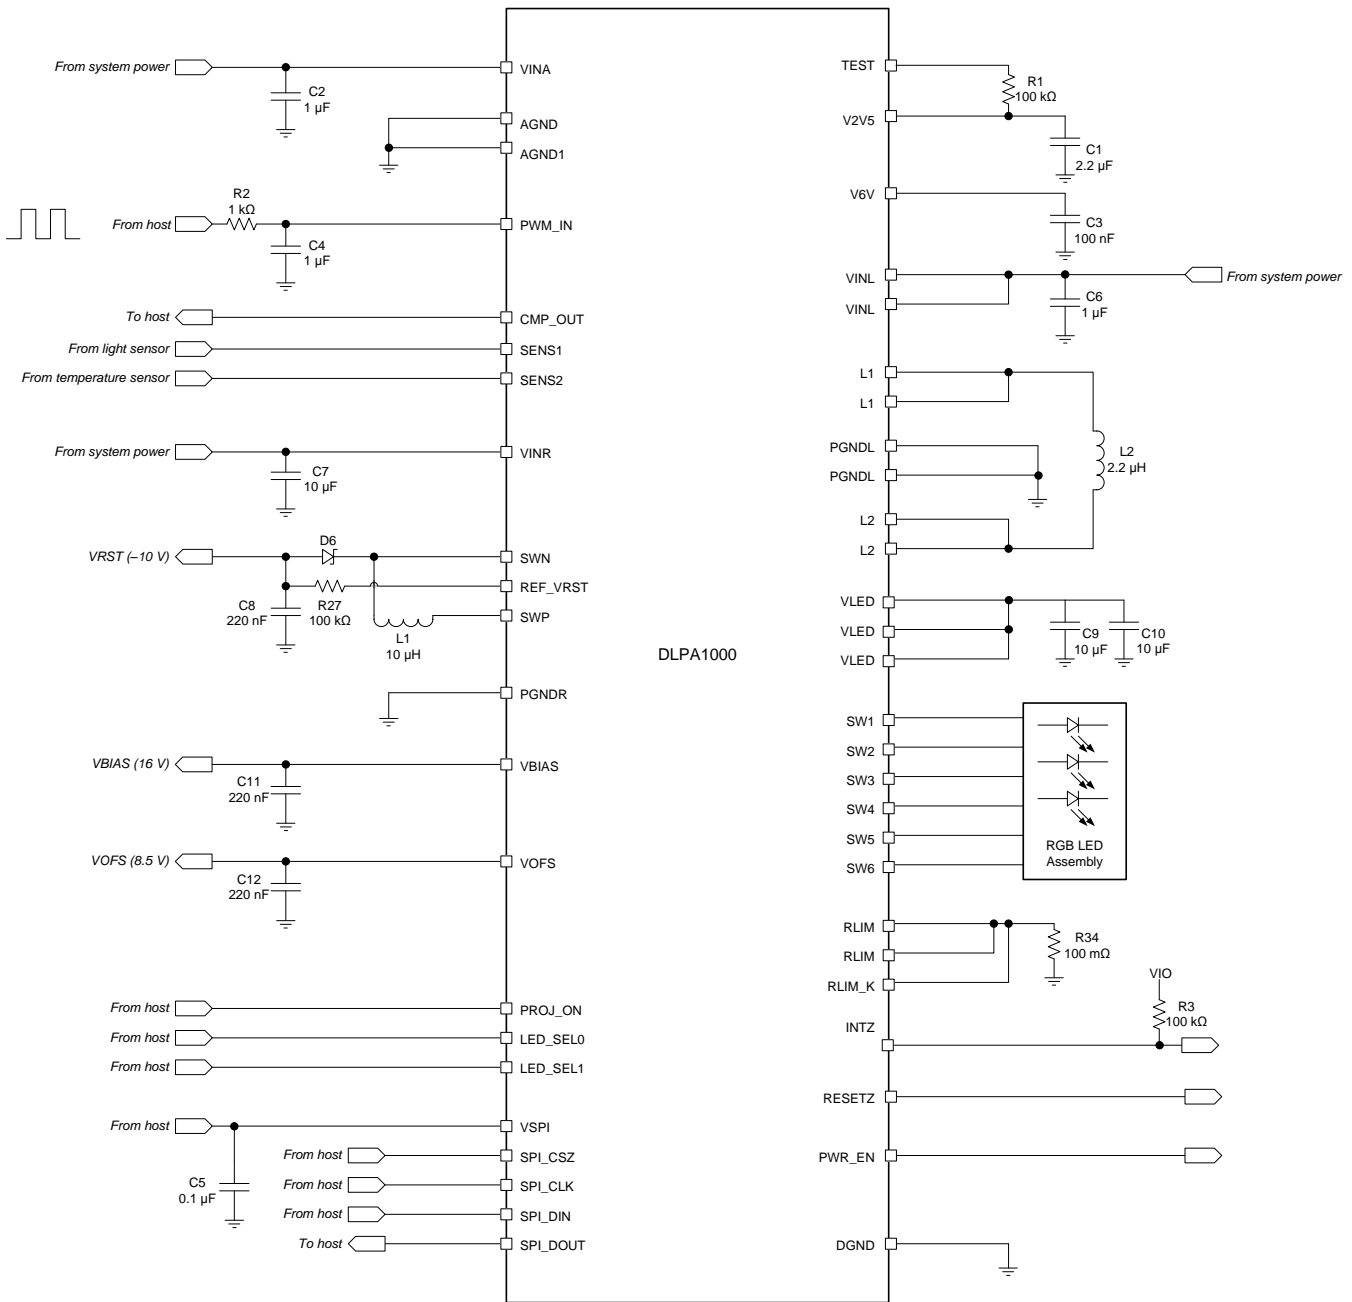 From system power
VINA
C2
1 µF
AGND
AGND1
R2
1 kΩ
From host
PWM_IN
C4
1 µF
To host
CMP_OUT
From light sensor
SENS1
From temperature sensor
SENS2
From system power
VINR
C7
10 µF
VRST (–10 V)
D6
SWN
REF_VRST
C8
220 nF
R27
100 kΩ
SWP
L1
10 µH
PGNDR
VBIAS (16 V)
VBIAS
C11
220 nF
VOFS (8.5 V)
VOFS
C12
220 nF
From host
PROJ_ON
From host
LED_SEL0
From host
LED_SEL1
From host
VSPI
From host
SPI_CSZ
C5
0.1 µF
From host
SPI_CLK
From host
SPI_DIN
To host
SPI_DOUT
DLPA1000
TEST
R1
100 kΩ
V2V5
C1
2.2 µF
V6V
C3
100 nF
VINL
From system power
VINL
C6
1 µF
L1
L1
PGNDL
PGNDL
L2
2.2 µH
L2
L2
VLED
VLED
VLED
C9
10 µF
C10
10 µF
SW1
SW2
SW3
SW4
SW5
SW6
RGB LED
Assembly
RLIM
RLIM
RLIM_K
R34
100 mΩ
VIO
R3
100 kΩ
INTZ
RESETZ
PWR_EN
DGND